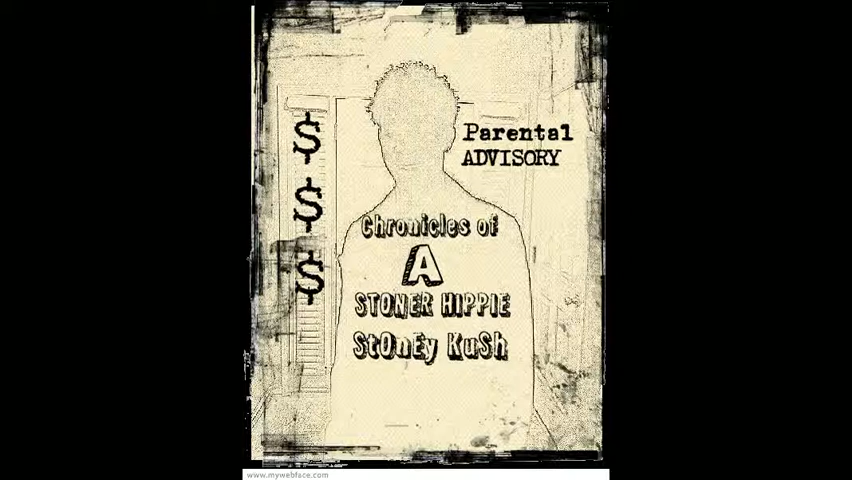 $ $ $
Parental
ADVISORY
Chronicles of
A
STONER HIPPIE
StOnEy KuSh
www.mywebface.com